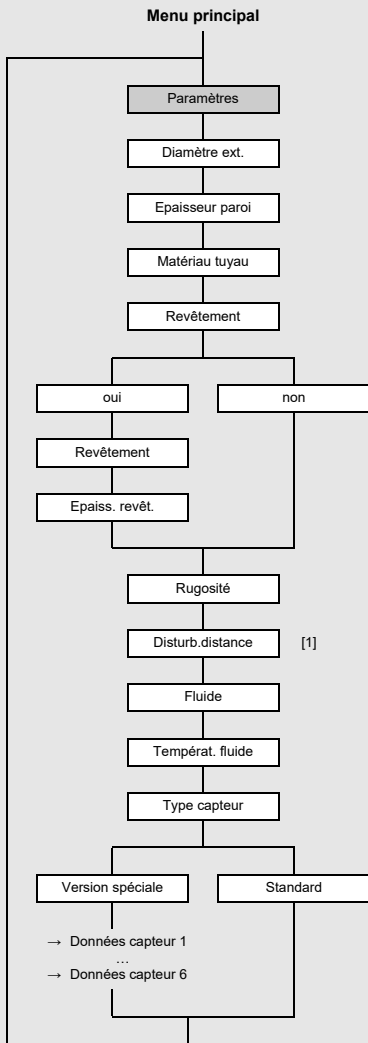 Menu principal
Paramètres
Diamètre ext.
Epaisseur paroi
Matériau tuyau
Revêtement
oui
non
Revêtement
Epaiss. revêt.
Rugosité
Disturb.distance [1]
Fluide
Températ. fluide
Type capteur
Version spéciale
Standard
→ Données capteur 1
…
→ Données capteur 6